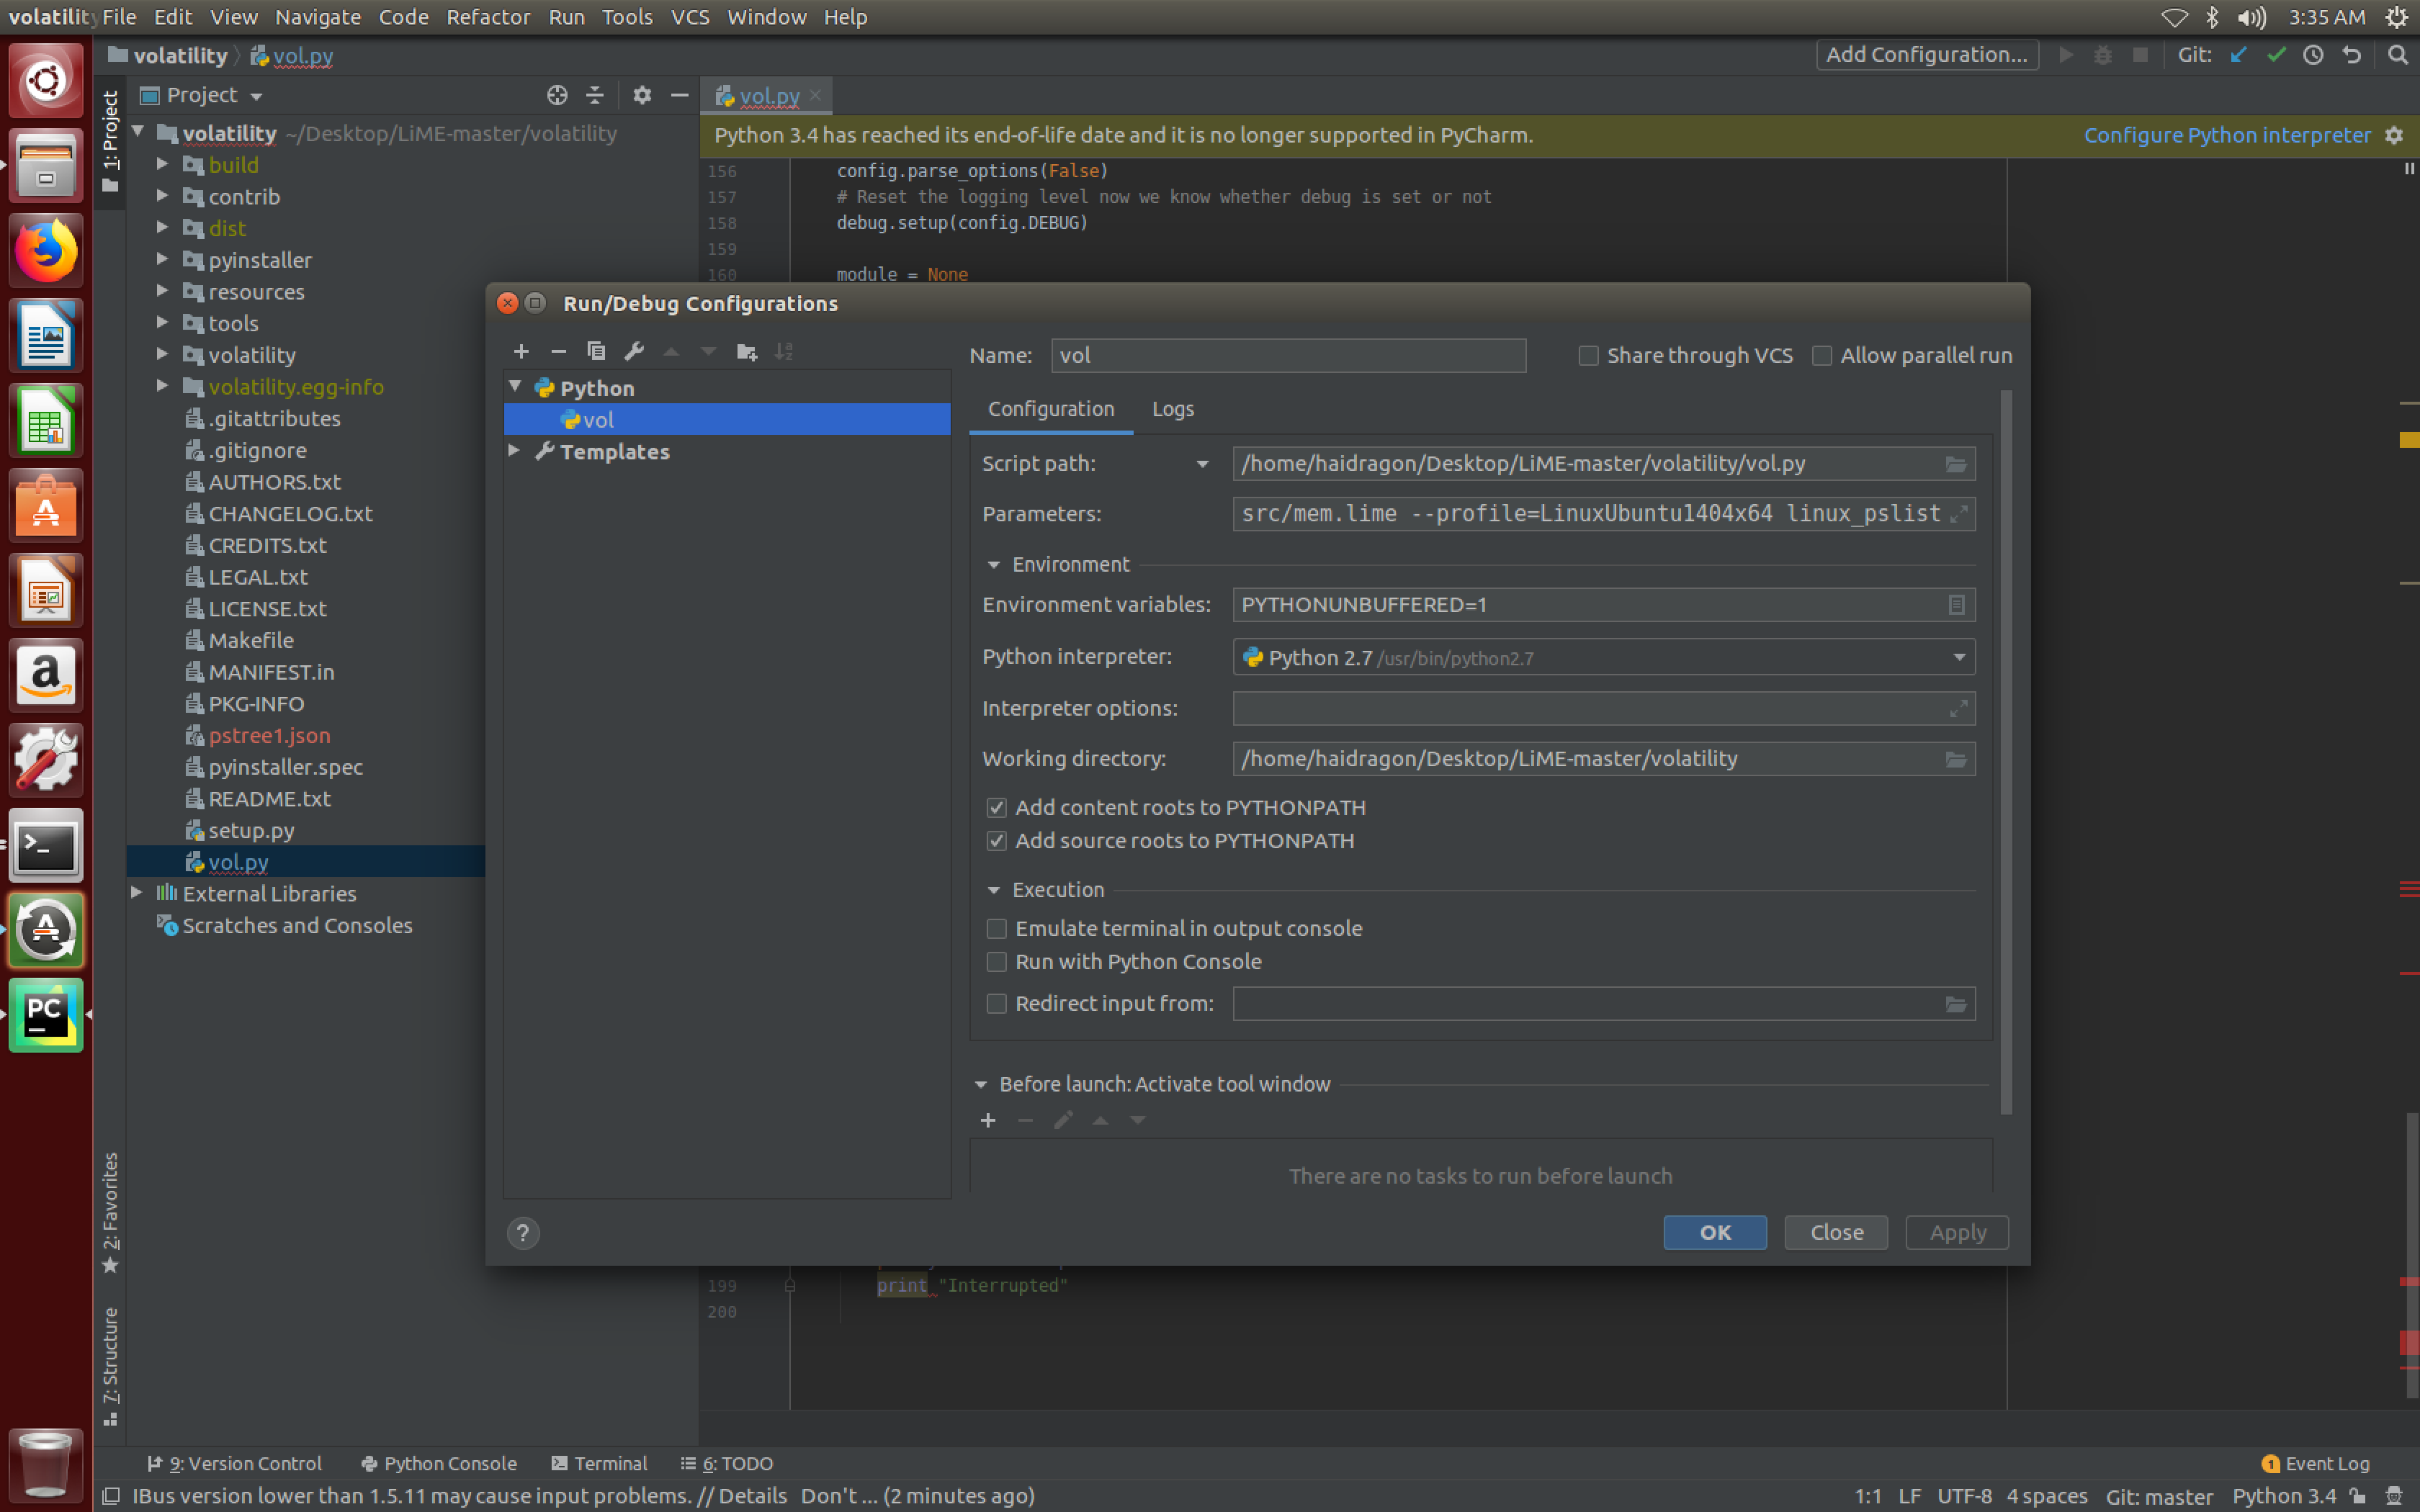 volatility File Edit View Navigate Code Refactor Run Tools VCS Window Help 3:35 AM
volatility vol.py Add Configuration... Git:
1: Project
Project
vol.py
volatility ~/Desktop/LiME-master/volatility
build
contrib
dist
pyinstaller
resources
tools
volatility
volatility.egg-info
.gitattributes
.gitignore
AUTHORS.txt
CHANGELOG.txt
CREDITS.txt
LEGAL.txt
LICENSE.txt
Makefile
MANIFEST.in
PKG-INFO
pstree1.json
pyinstaller.spec
README.txt
setup.py
vol.py
External Libraries
Scratches and Consoles
2: Favorites
7: Structure
Python 3.4 has reached its end-of-life date and it is no longer supported in PyCharm. Configure Python interpreter
156 config.parse_options(False)
157 # Reset the logging level now we know whether debug is set or not
158 debug.setup(config.DEBUG)
159
160 module = None
Run/Debug Configurations
Python
vol
Templates
Name: vol Share through VCS Allow parallel run
Configuration Logs
Script path: /home/haidragon/Desktop/LiME-master/volatility/vol.py
Parameters: src/mem.lime --profile=LinuxUbuntu1404x64 linux_pslist
Environment
Environment variables: PYTHONUNBUFFERED=1
Python interpreter: Python 2.7 /usr/bin/python2.7
Interpreter options:
Working directory: /home/haidragon/Desktop/LiME-master/volatility
Add content roots to PYTHONPATH
Add source roots to PYTHONPATH
Execution
Emulate terminal in output console
Run with Python Console
Redirect input from:
Before launch: Activate tool window
There are no tasks to run before launch
? OK Close Apply
199 print "Interrupted"
200
9: Version Control Python Console Terminal 6: TODO 1 Event Log
IBus version lower than 1.5.11 may cause input problems. // Details Don't ... (2 minutes ago) 1:1 LF UTF-8 4 spaces Git: master Python 3.4